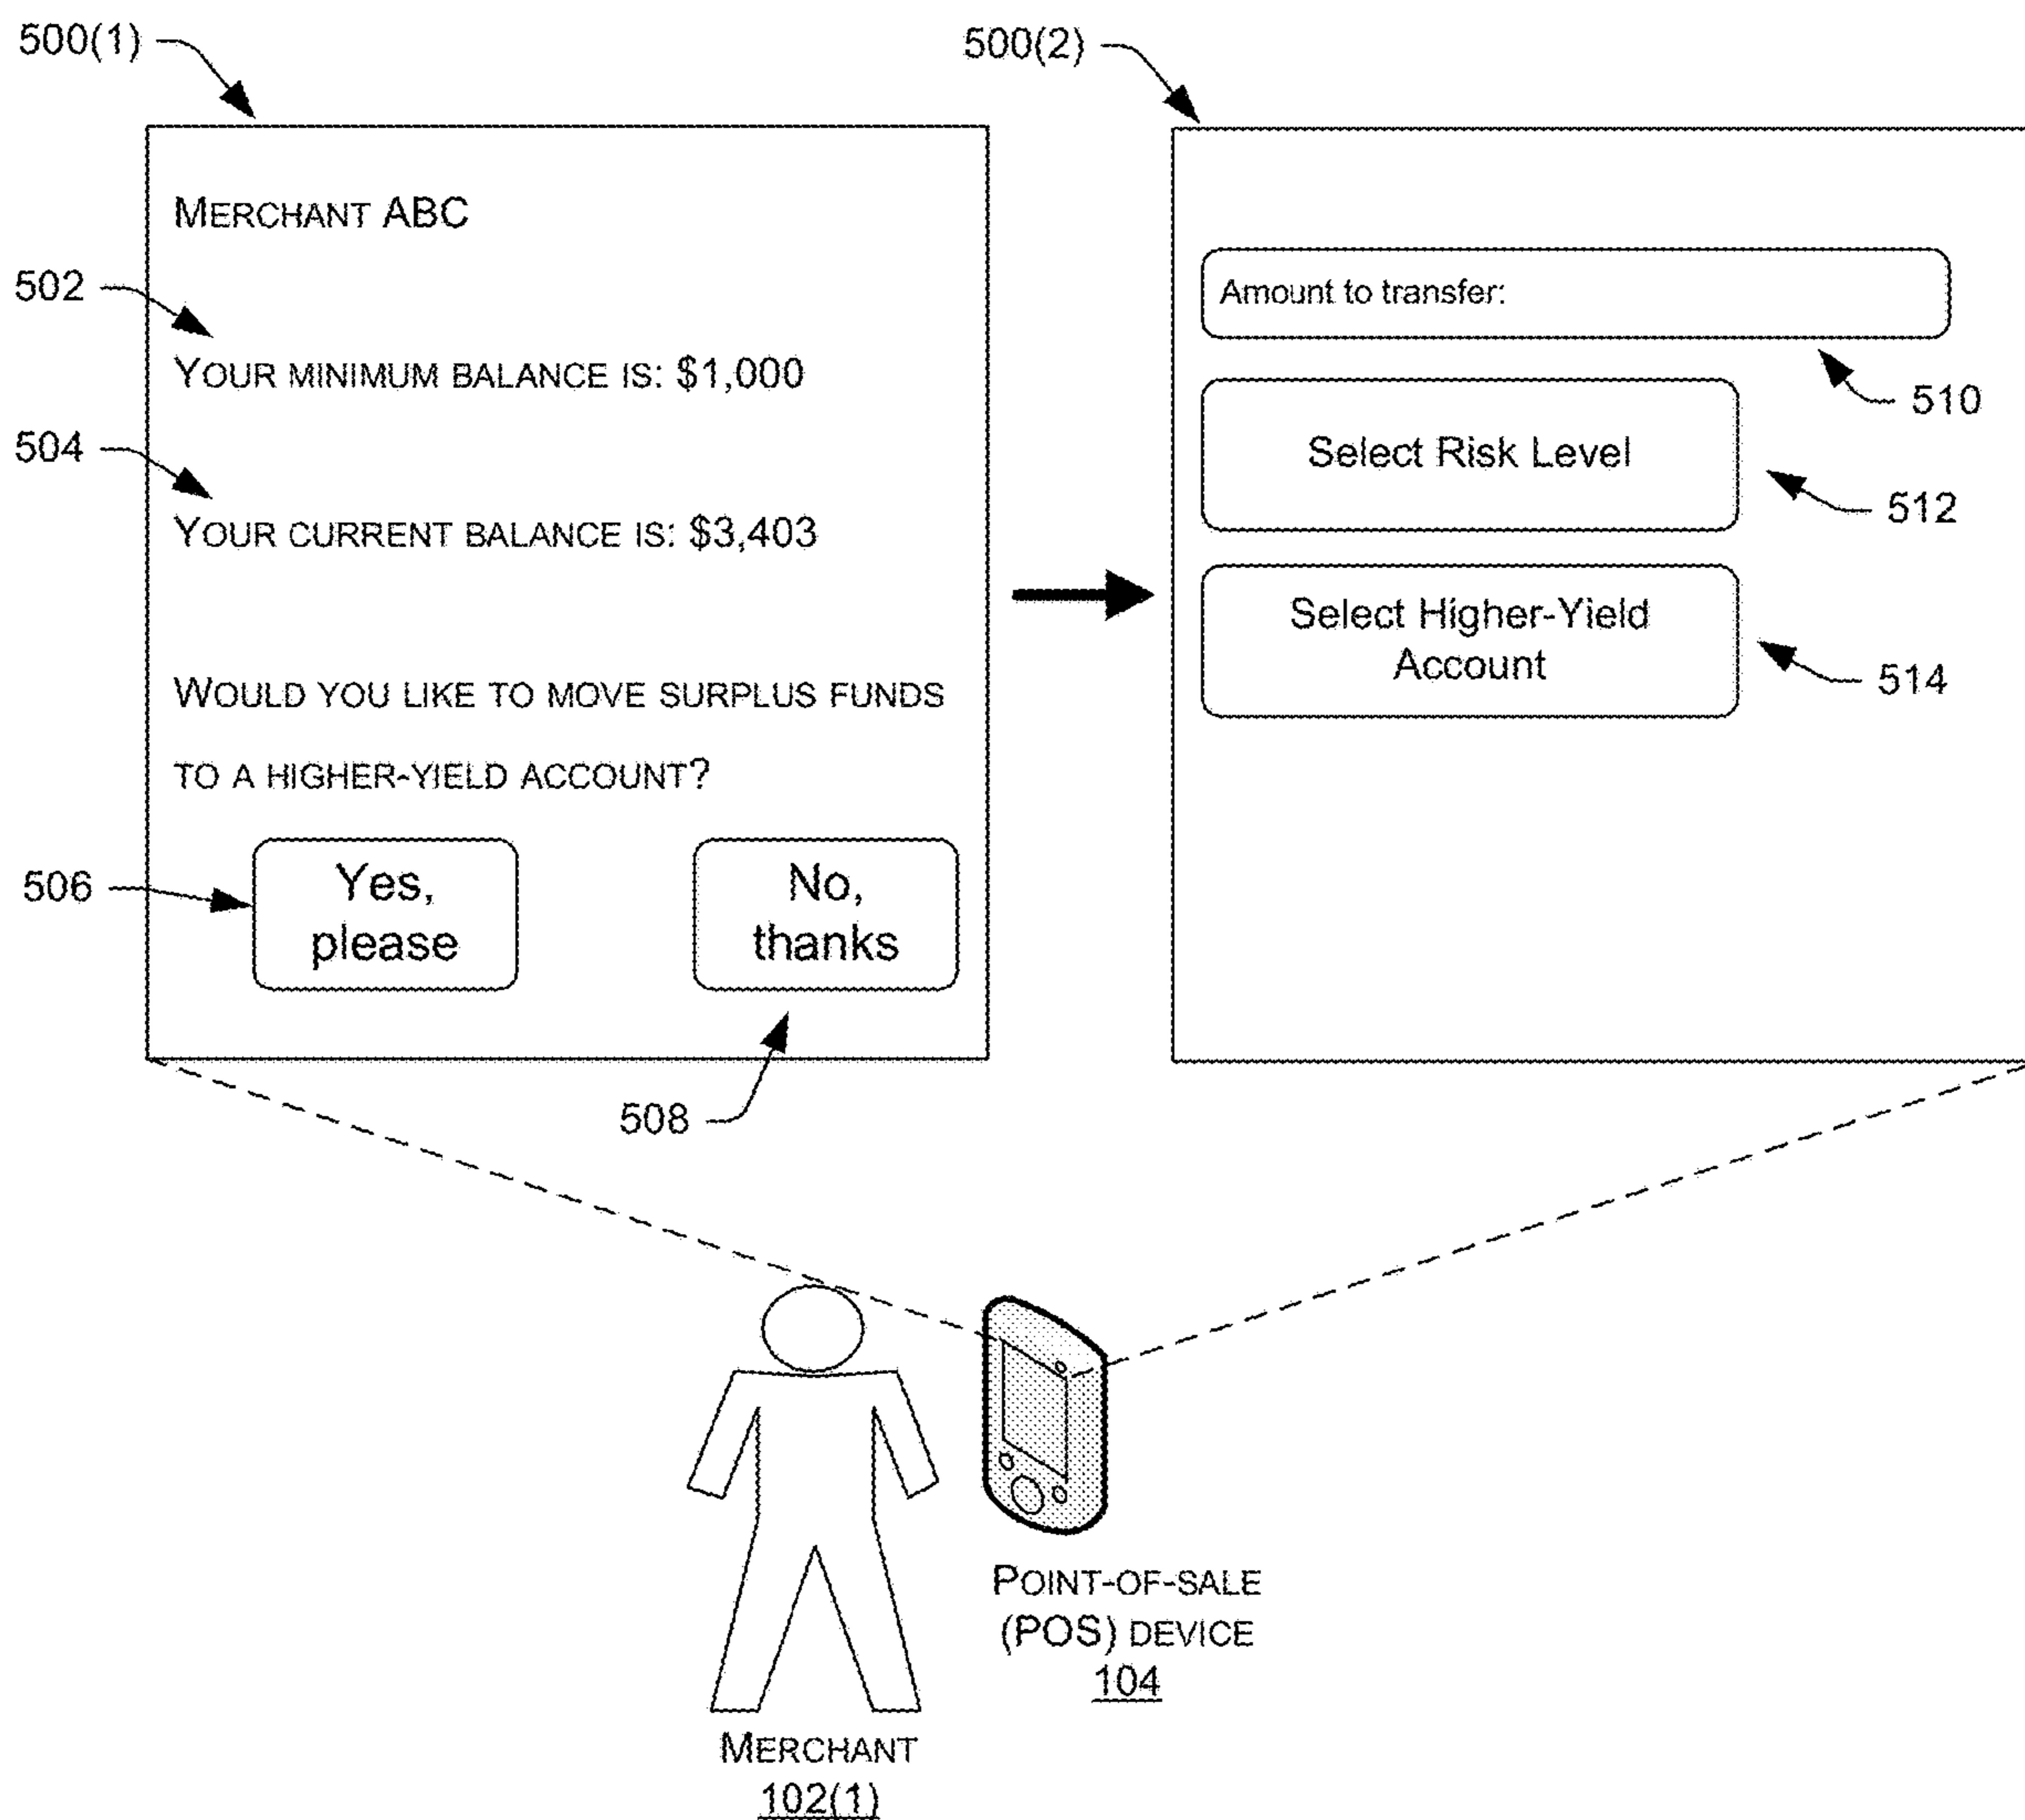 500(1)
500(2)
MERCHANT ABC
502
YOUR MINIMUM BALANCE IS: $1,000
504
YOUR CURRENT BALANCE IS: $3,403
WOULD YOU LIKE TO MOVE SURPLUS FUNDS
TO A HIGHER-YIELD ACCOUNT?
506
Yes,
please
No,
thanks
508
Amount to transfer:
510
Select Risk Level
512
Select Higher-Yield
Account
514
POINT-OF-SALE
(POS) DEVICE
104
MERCHANT
102(1)